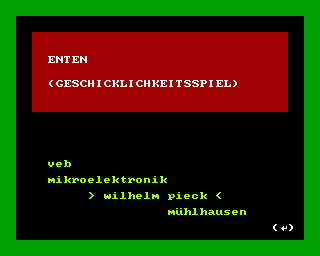 ENTEN
(GESCHICKLICHKEITSSPIEL)
veb
mikroelektronik
> wilhelm pieck <
mühlhausen
(↵)